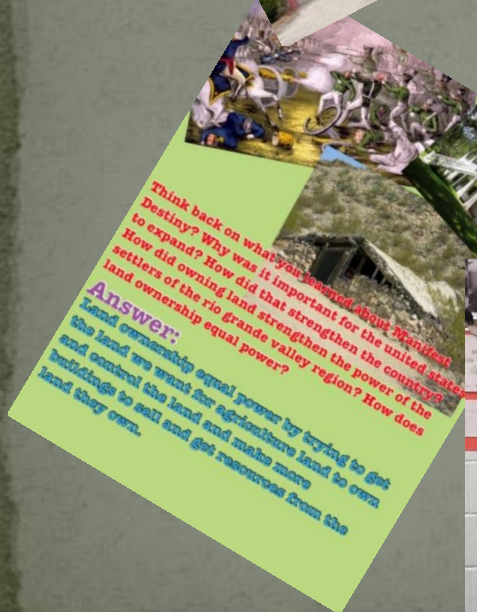 Think back on what you learned about Manifest
Destiny? Why was it important for the united states
to expand? How did that strengthen the country?
How did owning land strengthen the power of the
settlers of the rio grande valley region? How does
land ownership equal power?
Answer:
Land ownership equal power by trying to get
the land we want for agriculture land to own
and control the land and make more
buildings to sell and get resources from the
land they own.